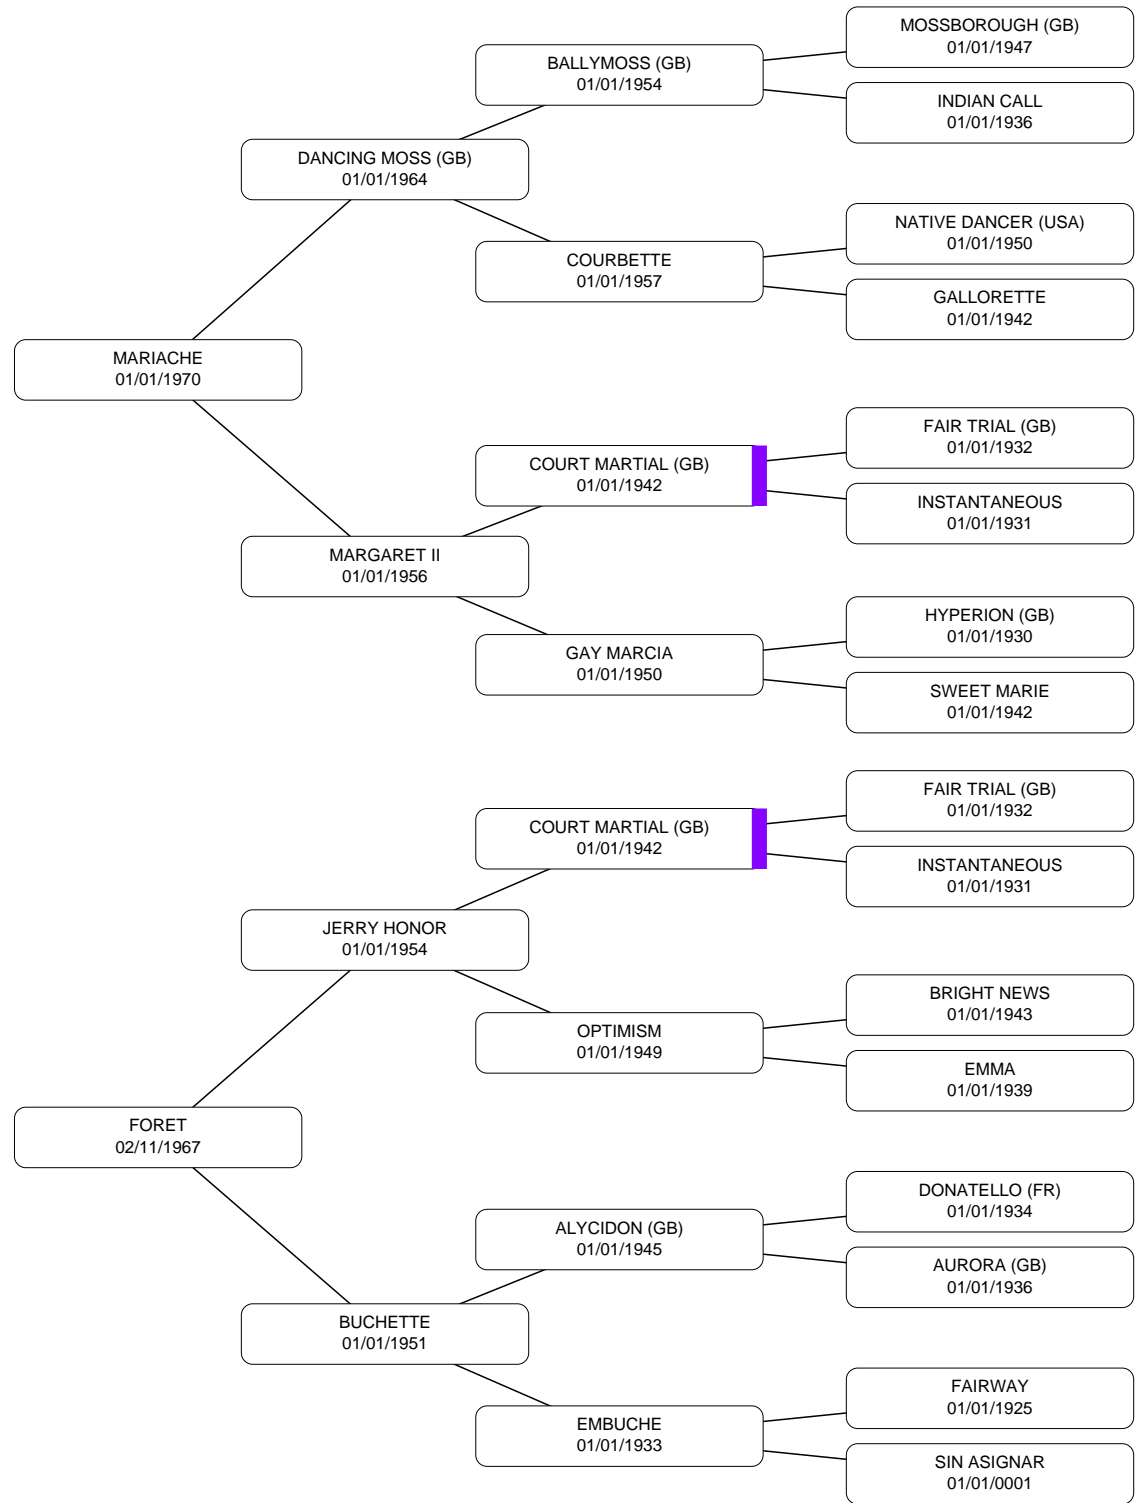 MOSSBOROUGH (GB)
01/01/1947
BALLYMOSS (GB)
01/01/1954
INDIAN CALL
01/01/1936
DANCING MOSS (GB)
01/01/1964
NATIVE DANCER (USA)
01/01/1950
COURBETTE
01/01/1957
GALLORETTE
01/01/1942
MARIACHE
01/01/1970
FAIR TRIAL (GB)
01/01/1932
COURT MARTIAL (GB)
01/01/1942
INSTANTANEOUS
01/01/1931
MARGARET II
01/01/1956
HYPERION (GB)
01/01/1930
GAY MARCIA
01/01/1950
SWEET MARIE
01/01/1942
FAIR TRIAL (GB)
01/01/1932
COURT MARTIAL (GB)
01/01/1942
INSTANTANEOUS
01/01/1931
JERRY HONOR
01/01/1954
BRIGHT NEWS
01/01/1943
OPTIMISM
01/01/1949
EMMA
01/01/1939
FORET
02/11/1967
DONATELLO (FR)
01/01/1934
ALYCIDON (GB)
01/01/1945
AURORA (GB)
01/01/1936
BUCHETTE
01/01/1951
FAIRWAY
01/01/1925
EMBUCHE
01/01/1933
SIN ASIGNAR
01/01/0001